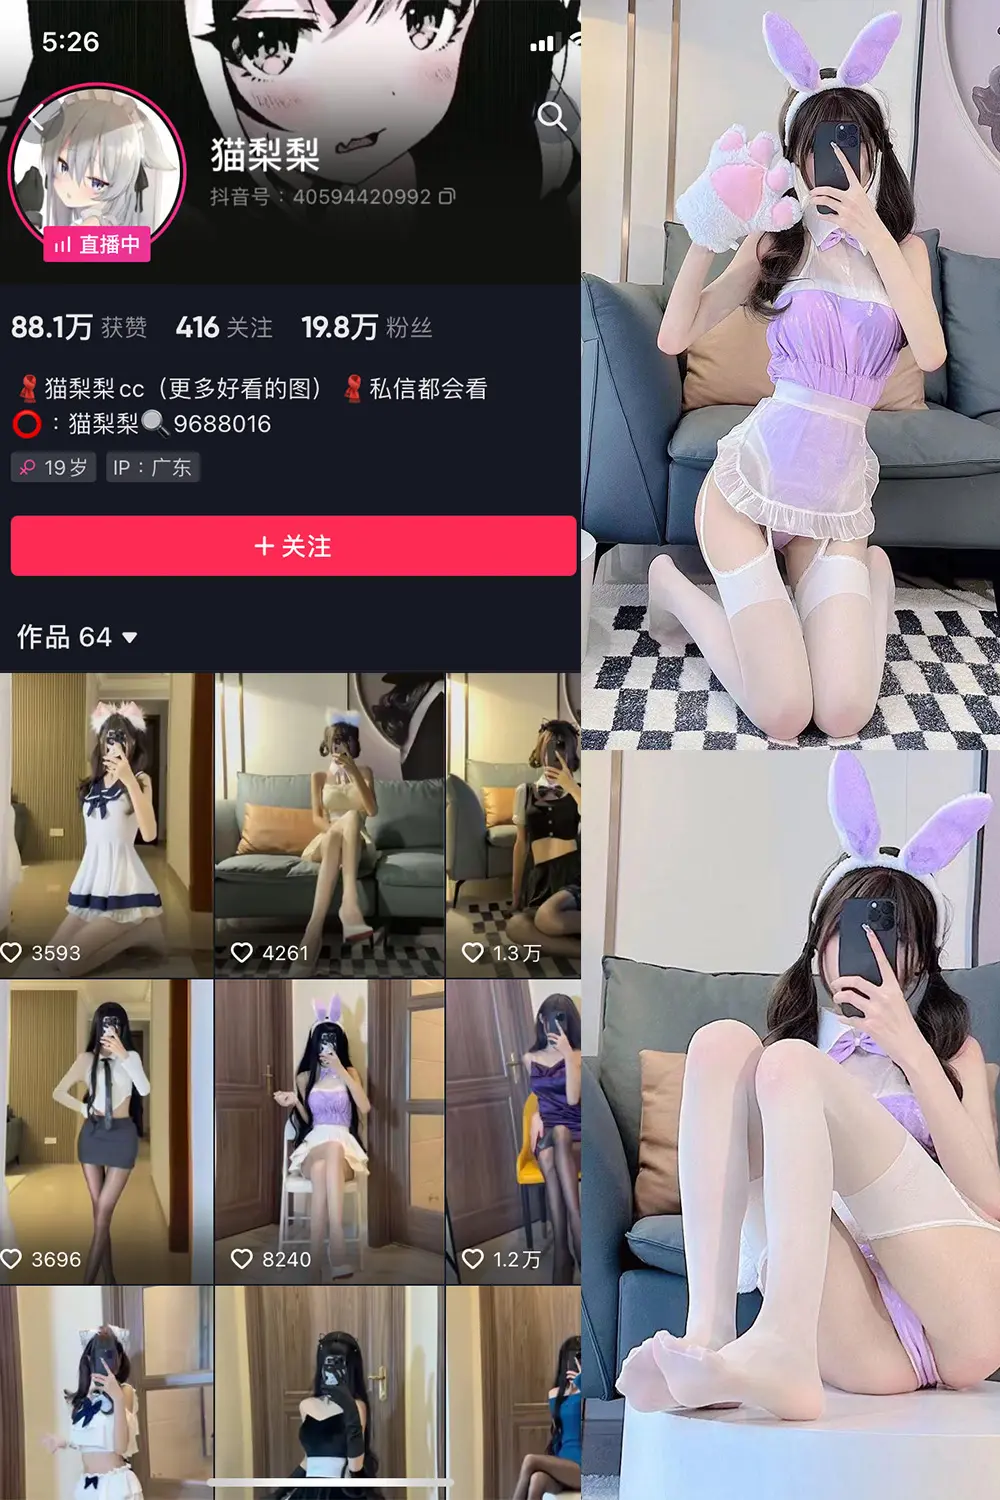 5:26
猫梨梨
抖音号：40594420992
直播中
88.1万 获赞 416 关注 19.8万 粉丝
猫梨梨cc（更多好看的图） 私信都会看
：猫梨梨 9688016
19岁 IP：广东
+ 关注
作品 64
3593
4261
1.3万
3696
8240
1.2万